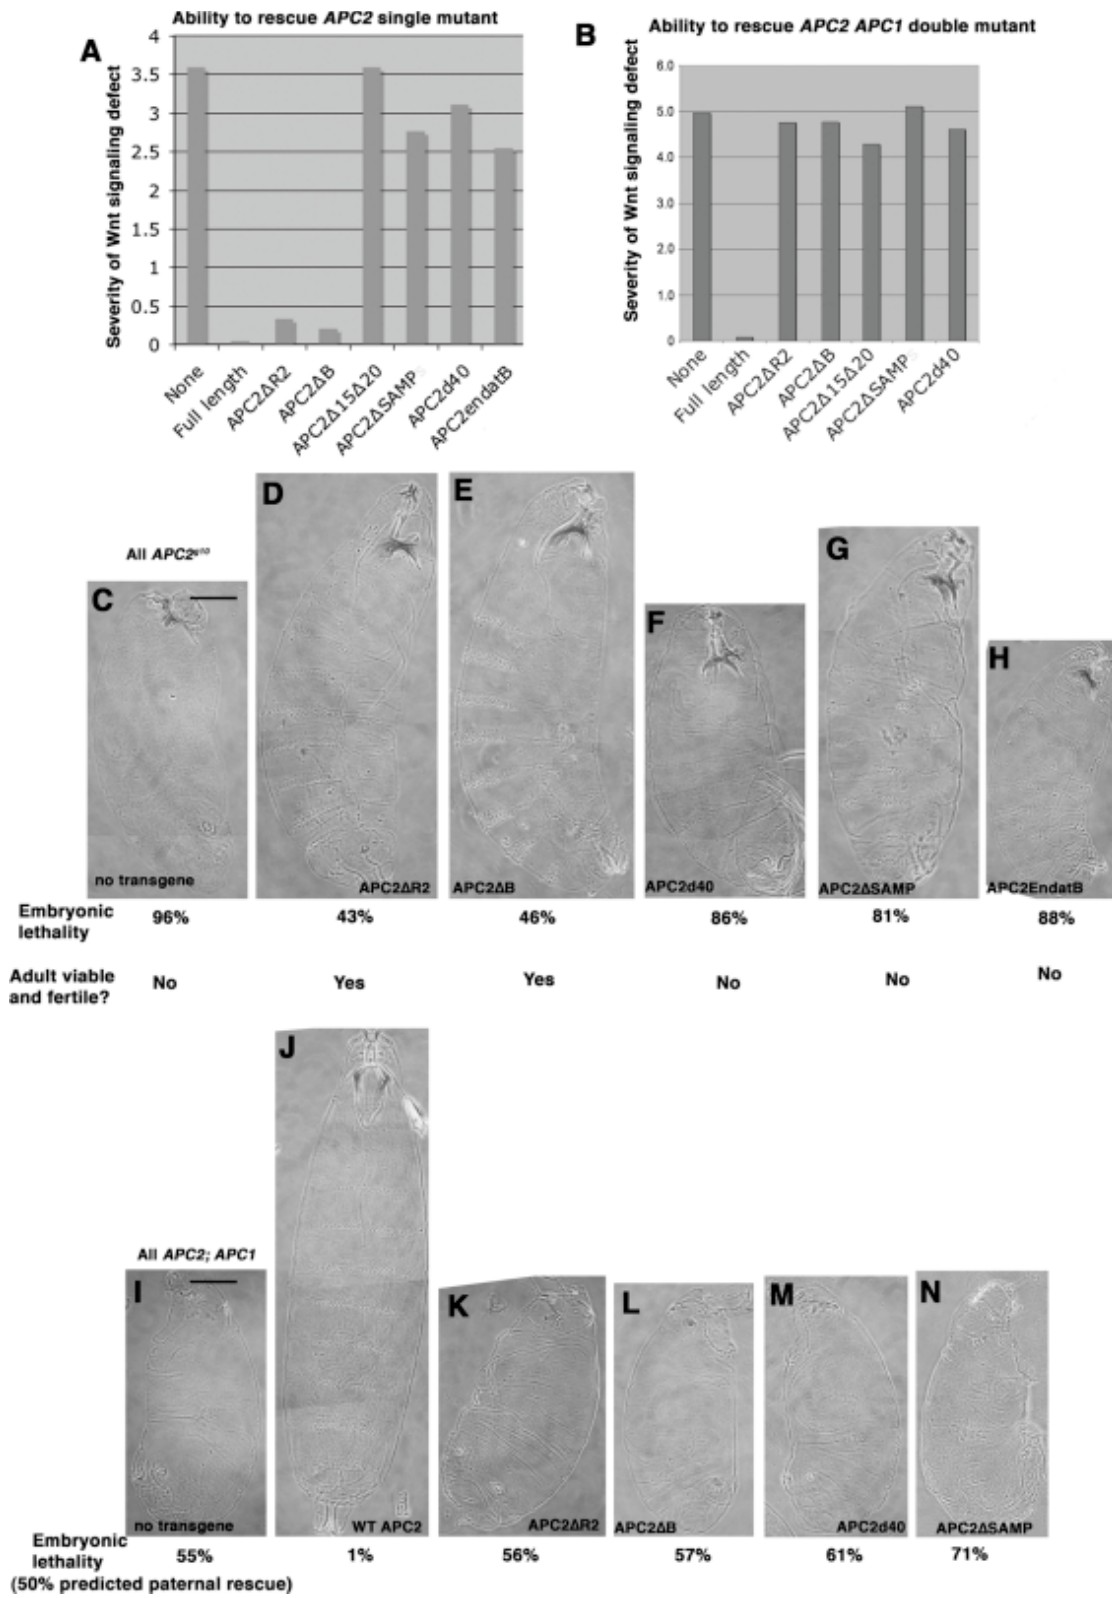 Ability to rescue APC2 single mutant
A
Severity of Wnt signaling defect
4
3.5
3
2.5
2
1.5
1
0.5
0
None
Full length
APC2ΔR2
APC2ΔB
APC2Δ15Δ20
APC2ΔSAMPs
APC2d40
APC2endatB
Ability to rescue APC2 APC1 double mutant
B
Severity of Wnt signaling defect
6.0
5.0
4.0
3.0
2.0
1.0
0
None
Full length
APC2ΔR2
APC2ΔB
APC2Δ15Δ20
APC2ΔSAMPs
APC2d40
All APC2g10
C
no transgene
D
APC2ΔR2
E
APC2ΔB
F
APC2d40
G
APC2ΔSAMP
H
APC2EndatB
Embryonic
lethality
96%
43%
46%
86%
81%
88%
Adult viable
and fertile?
No
Yes
Yes
No
No
No
All APC2; APC1
I
no transgene
J
WT APC2
K
APC2ΔR2
L
APC2ΔB
M
APC2d40
N
APC2ΔSAMP
Embryonic
lethality
(50% predicted paternal rescue)
55%
1%
56%
57%
61%
71%